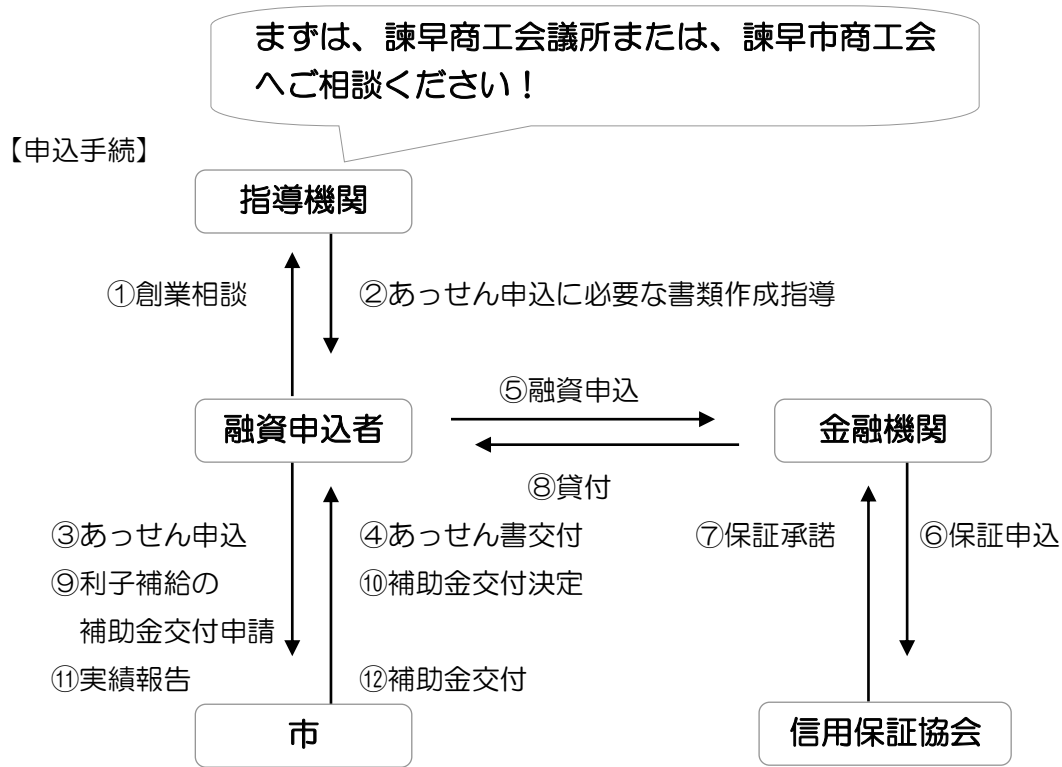 まずは、諫早商工会議所または、諫早市商工会
へご相談ください！
【申込手続】
指導機関
①創業相談
②あっせん申込に必要な書類作成指導
⑤融資申込
融資申込者
金融機関
⑧貸付
③あっせん申込
④あっせん書交付
⑦保証承諾
⑥保証申込
⑨利子補給の
補助金交付申請
⑩補助金交付決定
⑪実績報告
⑫補助金交付
市
信用保証協会